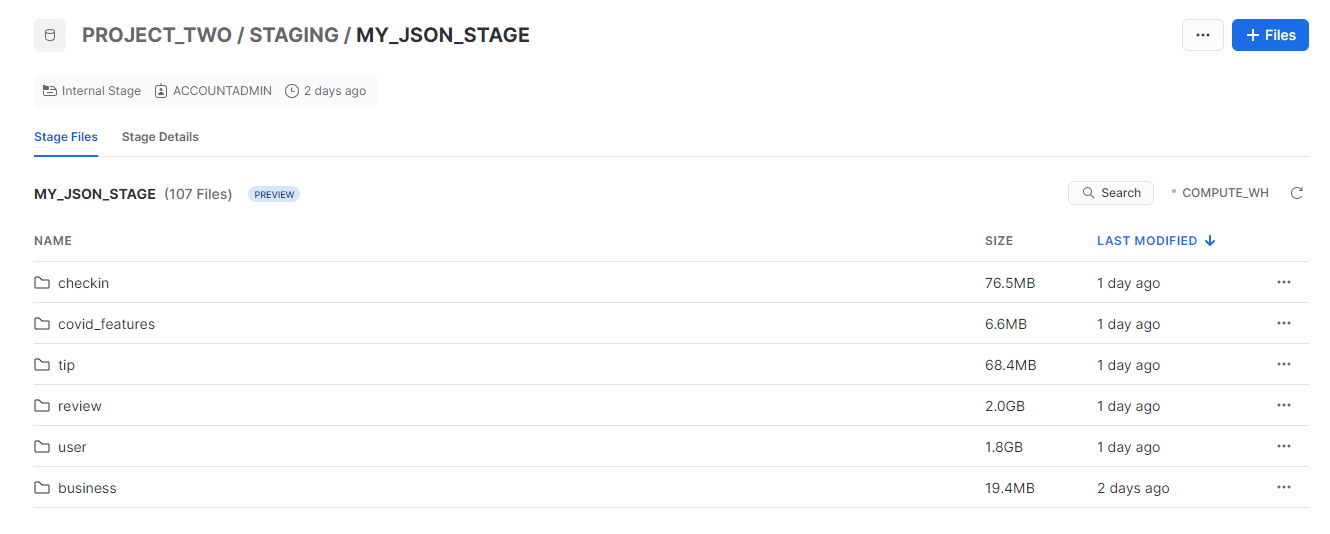 PROJECT_TWO / STAGING / MY_JSON_STAGE
... + Files
Internal Stage ACCOUNTADMIN 2 days ago
Stage Files Stage Details
MY_JSON_STAGE (107 Files) PREVIEW Search COMPUTE_WH
NAME SIZE LAST MODIFIED
checkin 76.5MB 1 day ago ...
covid_features 6.6MB 1 day ago ...
tip 68.4MB 1 day ago ...
review 2.0GB 1 day ago ...
user 1.8GB 1 day ago ...
business 19.4MB 2 days ago ...